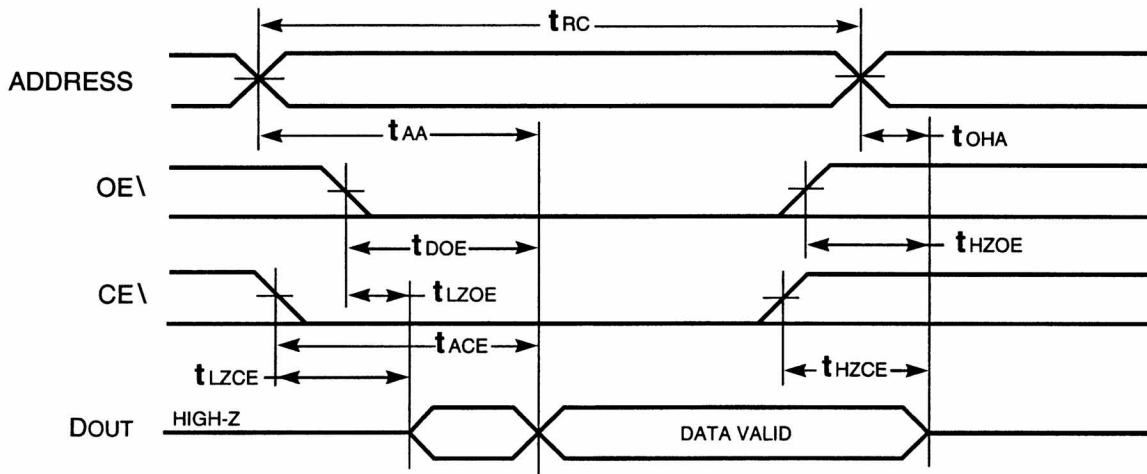 tRC
ADDRESS
tAA
tOHA
OE\
tDOE
tHZOE
CE\
tLZOE
tACE
tLZCE
tHZCE
DOUT
HIGH-Z
DATA VALID